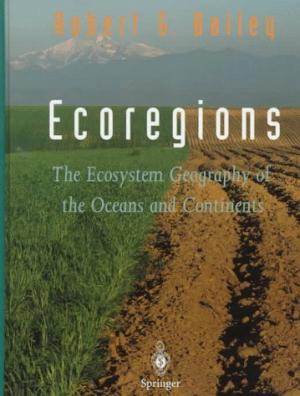 Robert G. Bailey
Ecoregions
The Ecosystem Geography of
the Oceans and Continents
Springer